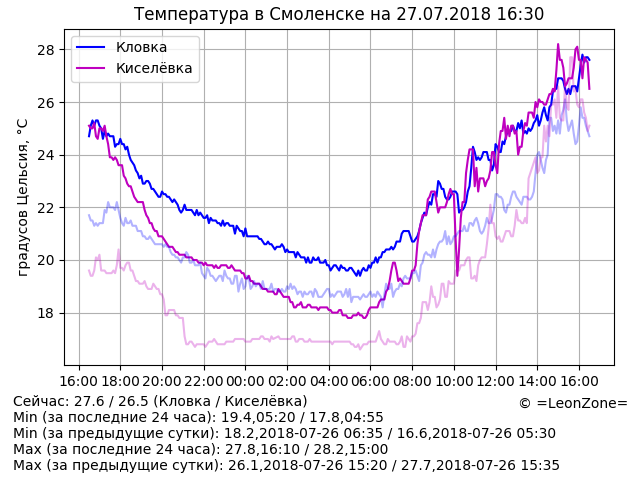 Температура в Смоленске на 27.07.2018 16:30
Кловка
Киселёвка
градусов Цельсия, °C
28
26
24
22
20
18
16:00 18:00 20:00 22:00 00:00 02:00 04:00 06:00 08:00 10:00 12:00 14:00 16:00
Сейчас: 27.6 / 26.5 (Кловка / Киселёвка)
© =LeonZone=
Min (за последние 24 часа): 19.4,05:20 / 17.8,04:55
Min (за предыдущие сутки): 18.2,2018-07-26 06:35 / 16.6,2018-07-26 05:30
Max (за последние 24 часа): 27.8,16:10 / 28.2,15:00
Max (за предыдущие сутки): 26.1,2018-07-26 15:20 / 27.7,2018-07-26 15:35